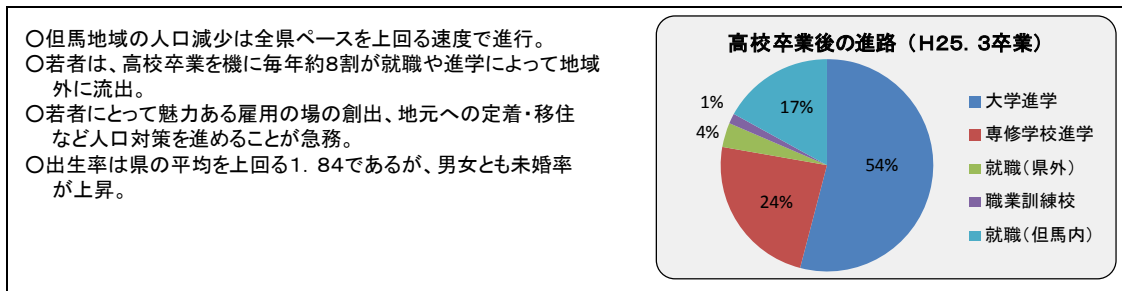 ○但馬地域の人口減少は全県ペースを上回る速度で進行。
○若者は、高校卒業を機に毎年約8割が就職や進学によって地域
外に流出。
○若者にとって魅力ある雇用の場の創出、地元への定着・移住
など人口対策を進めることが急務。
○出生率は県の平均を上回る1．84であるが、男女とも未婚率
が上昇。
高校卒業後の進路（H25．3卒業）
1%
17%
4%
54%
24%
大学進学
専修学校進学
就職（県外）
職業訓練校
就職（但馬内）